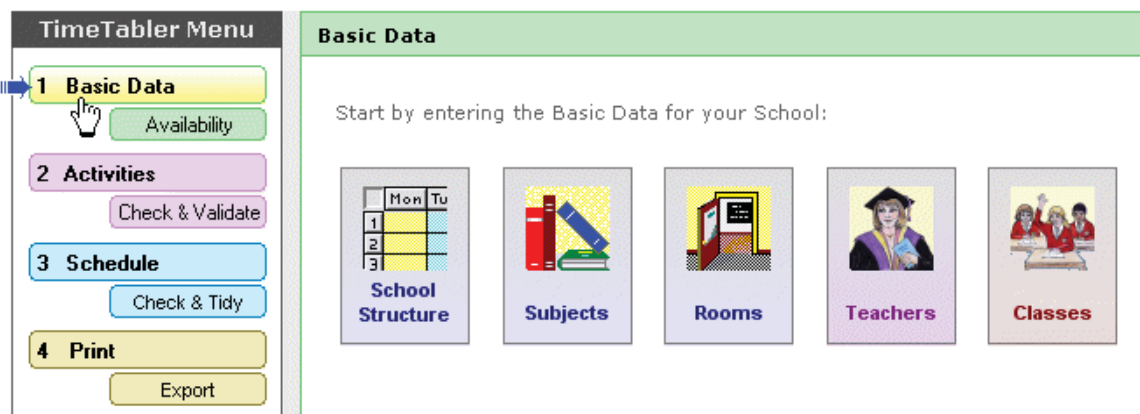 TimeTabler Menu
1 Basic Data
Availability
2 Activities
Check & Validate
3 Schedule
Check & Tidy
4 Print
Export
Basic Data
Start by entering the Basic Data for your School:
Mon Tu
1
2
3
School
Structure
Subjects
Rooms
Teachers
Classes